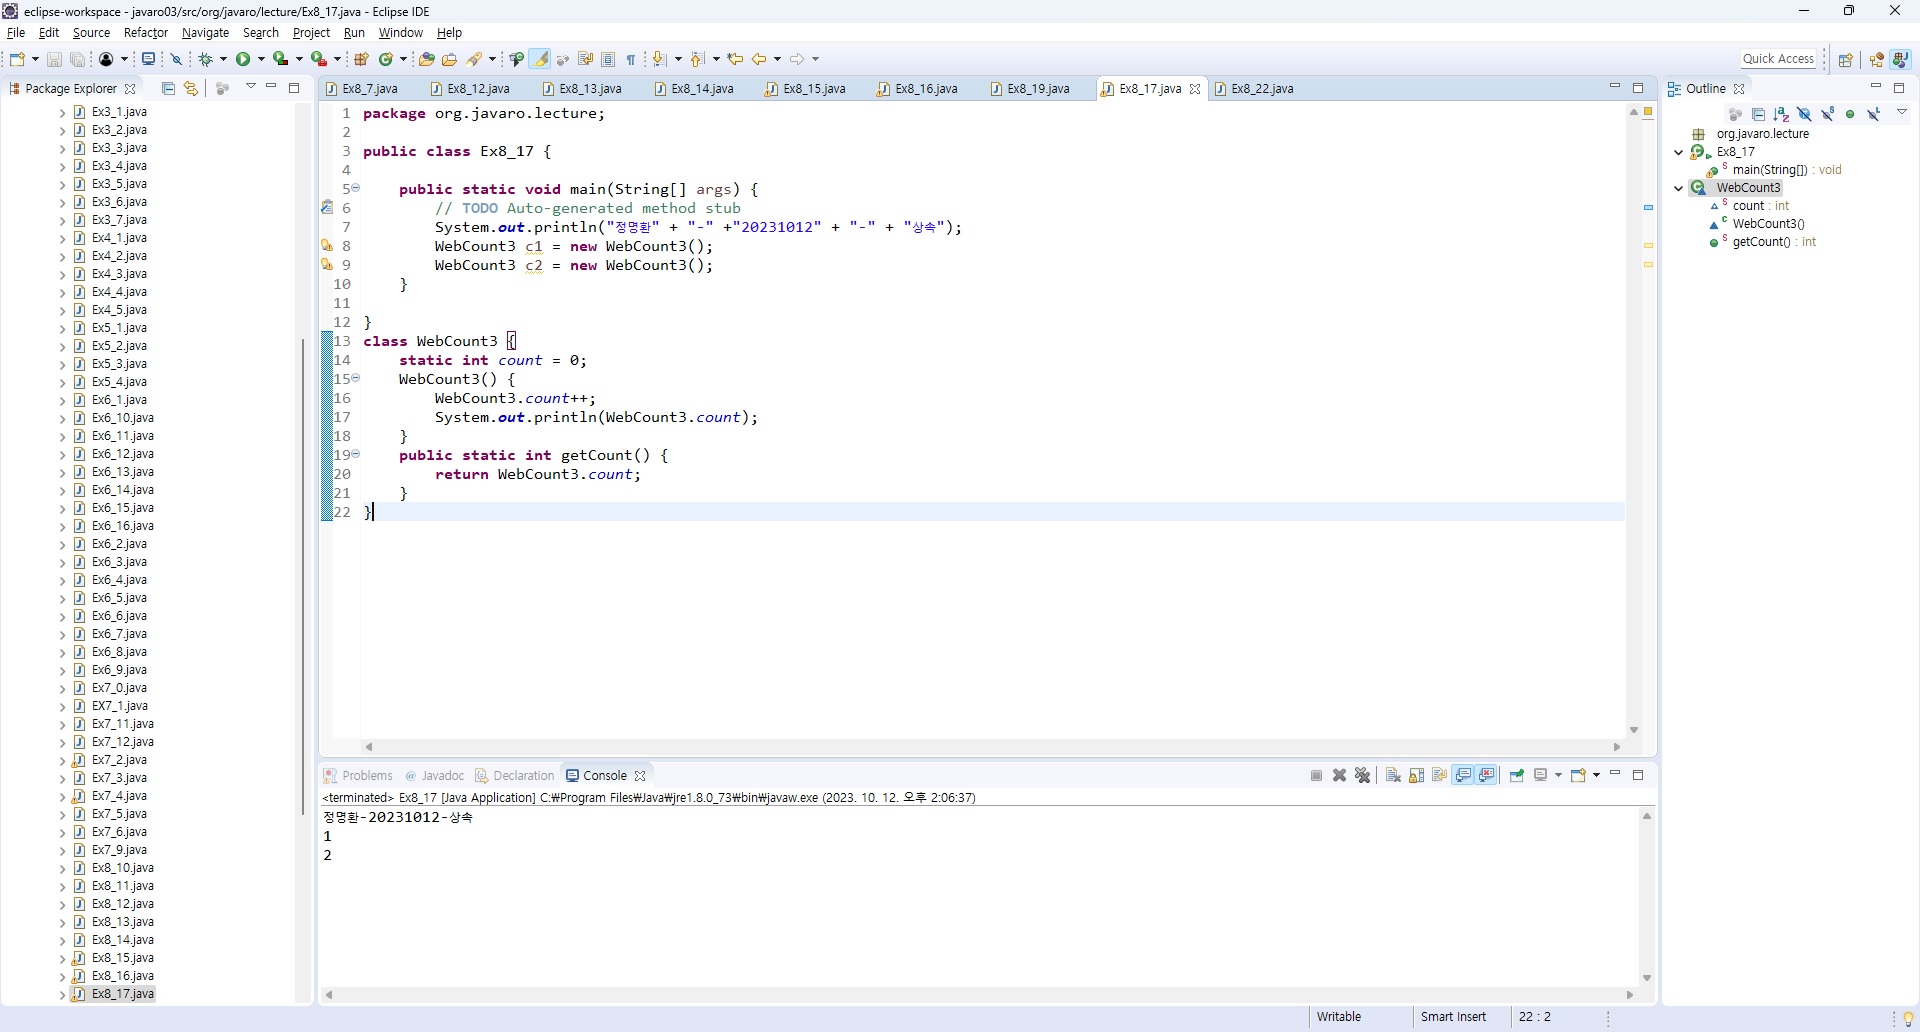 eclipse-workspace - javaro03/src/org/javaro/lecture/Ex8_17.java - Eclipse IDE
File Edit Source Refactor Navigate Search Project Run Window Help
Quick Access
Package Explorer
Ex3_1.java
Ex3_2.java
Ex3_3.java
Ex3_4.java
Ex3_5.java
Ex3_6.java
Ex3_7.java
Ex4_1.java
Ex4_2.java
Ex4_3.java
Ex4_4.java
Ex4_5.java
Ex5_1.java
Ex5_2.java
Ex5_3.java
Ex5_4.java
Ex6_1.java
Ex6_10.java
Ex6_11.java
Ex6_12.java
Ex6_13.java
Ex6_14.java
Ex6_15.java
Ex6_16.java
Ex6_2.java
Ex6_3.java
Ex6_4.java
Ex6_5.java
Ex6_6.java
Ex6_7.java
Ex6_8.java
Ex6_9.java
Ex7_0.java
EX7_1.java
Ex7_11.java
Ex7_12.java
Ex7_2.java
Ex7_3.java
Ex7_4.java
Ex7_5.java
Ex7_6.java
Ex7_9.java
Ex8_10.java
Ex8_11.java
Ex8_12.java
Ex8_13.java
Ex8_14.java
Ex8_15.java
Ex8_16.java
Ex8_17.java
Ex8_7.java Ex8_12.java Ex8_13.java Ex8_14.java Ex8_15.java Ex8_16.java Ex8_19.java Ex8_17.java Ex8_22.java
1 package org.javaro.lecture;
2
3 public class Ex8_17 {
4
5 public static void main(String[] args) {
6 // TODO Auto-generated method stub
7 System.out.println("정명환" + "-" +"20231012" + "-" + "상속");
8 WebCount3 c1 = new WebCount3();
9 WebCount3 c2 = new WebCount3();
10 }
11
12 }
13 class WebCount3 {
14 static int count = 0;
15 WebCount3() {
16 WebCount3.count++;
17 System.out.println(WebCount3.count);
18 }
19 public static int getCount() {
20 return WebCount3.count;
21 }
22 }
Problems @ Javadoc Declaration Console
<terminated> Ex8_17 [Java Application] C:₩Program Files₩Java₩jre1.8.0_73₩bin₩javaw.exe (2023. 10. 12. 오후 2:06:37)
정명환-20231012-상속
1
2
Outline
org.javaro.lecture
Ex8_17
main(String[]) : void
WebCount3
count : int
WebCount3()
getCount() : int
Writable Smart Insert 22 : 2